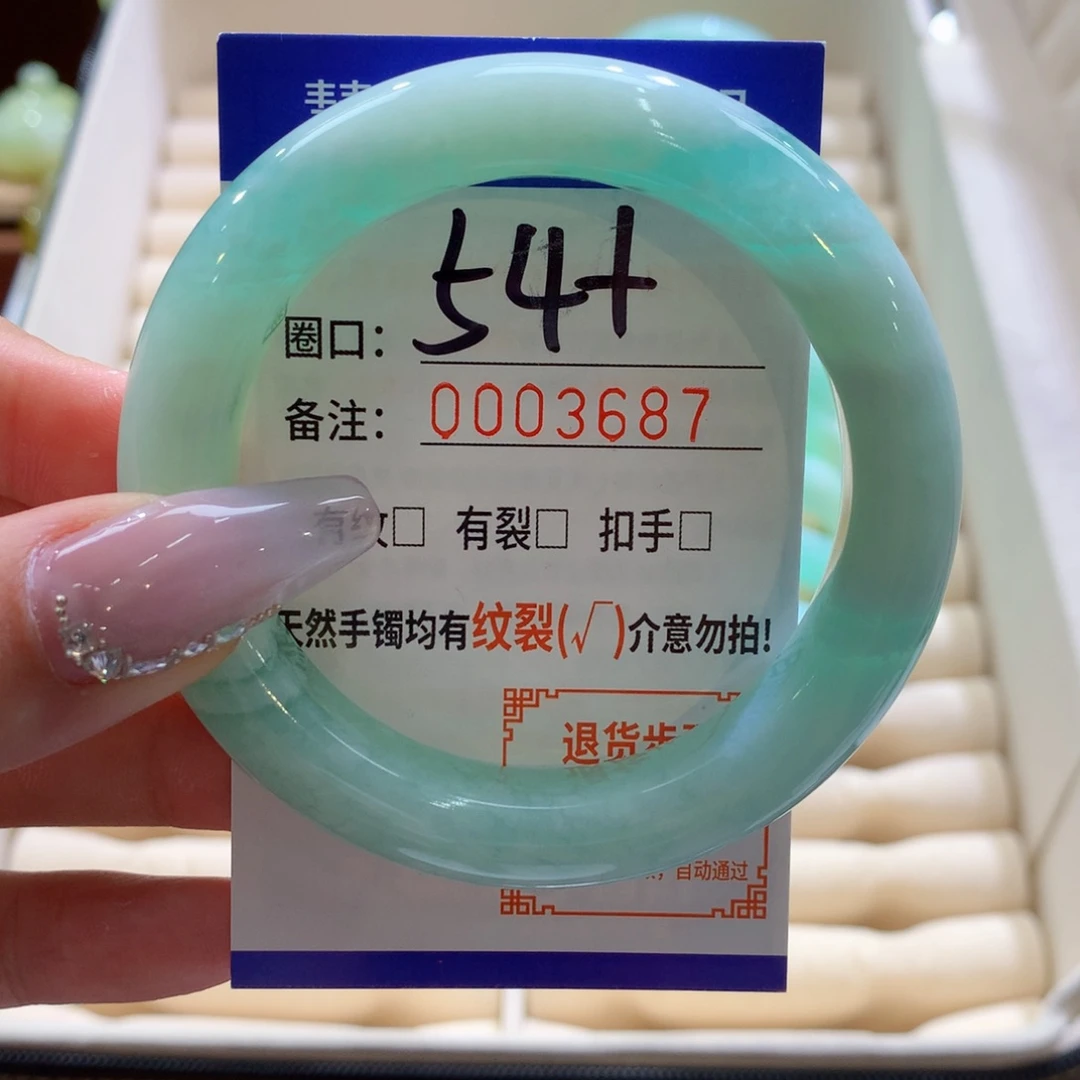 圈口: 54+
备注: 0003687
有纹□ 有裂□ 扣手□
天然手镯均有纹裂(√)介意勿拍!
退货步
自动通过